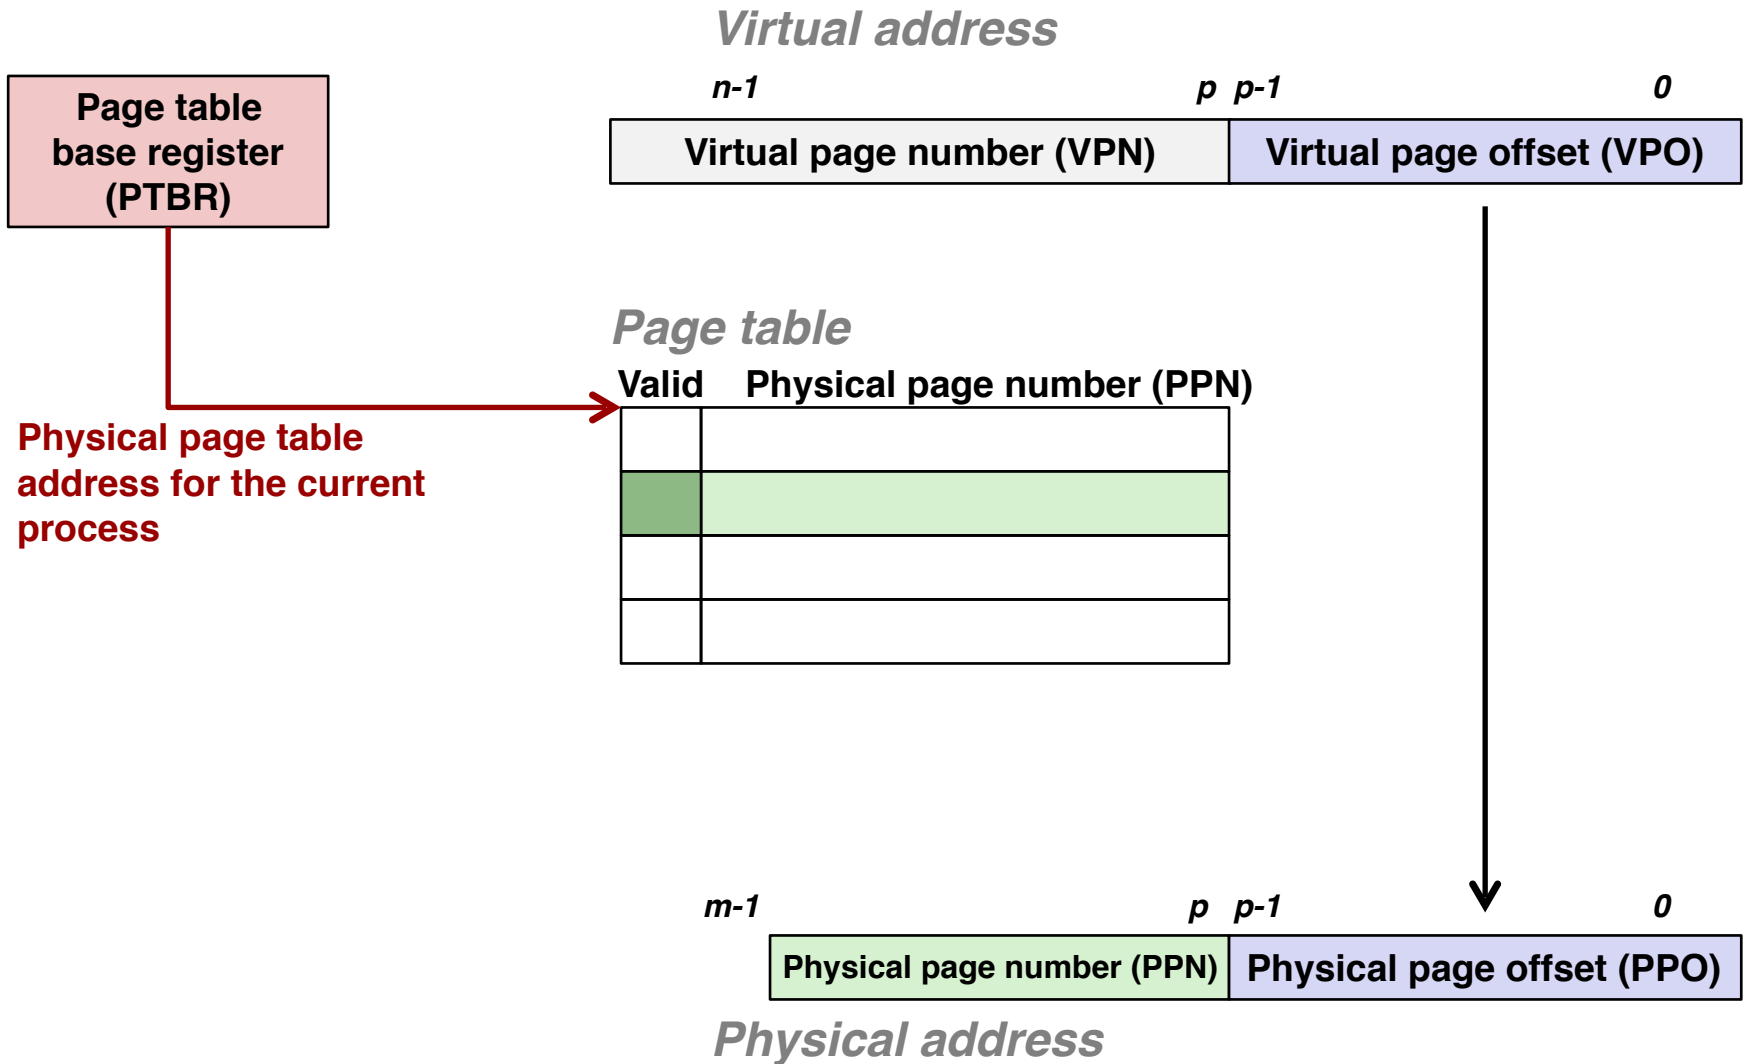 Virtual address
n-1 p p-1 0
Page table
base register
(PTBR)
Virtual page number (VPN) Virtual page offset (VPO)
Page table
Valid Physical page number (PPN)
Physical page table
address for the current
process
m-1 p p-1 0
Physical page number (PPN) Physical page offset (PPO)
Physical address